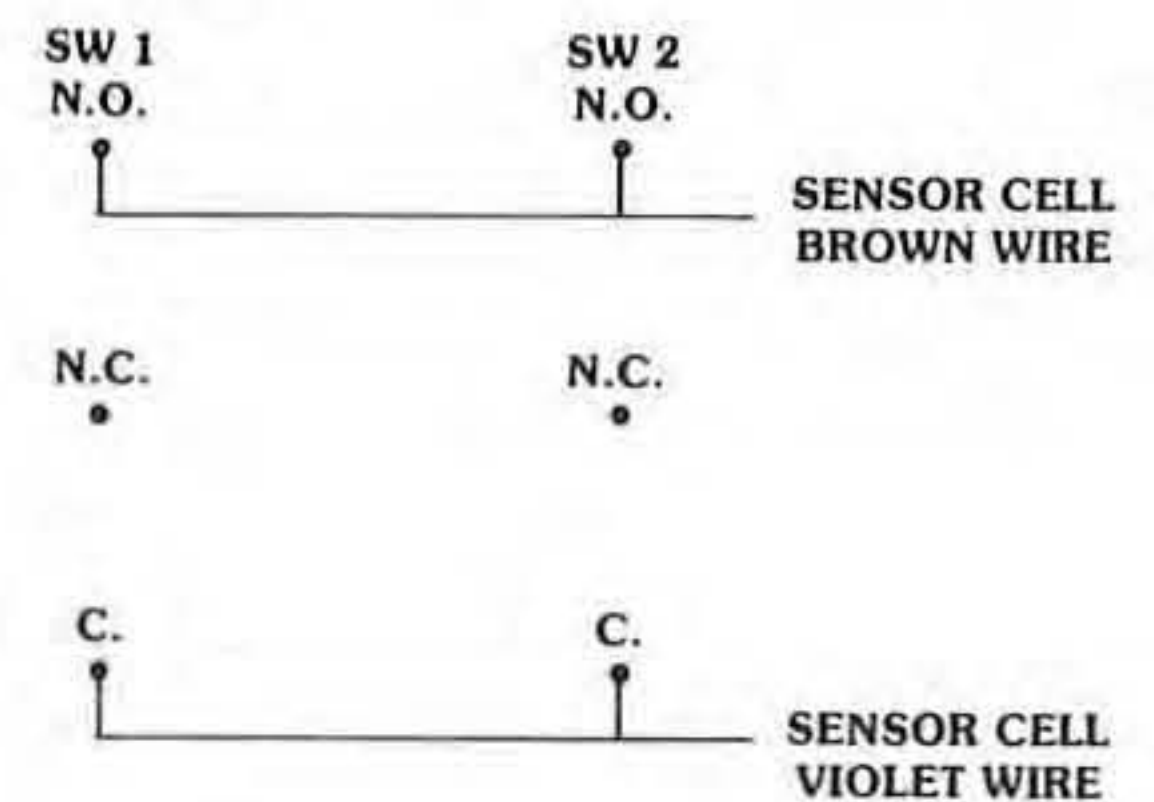 SW 1
N.O.
SW 2
N.O.
SENSOR CELL
BROWN WIRE
N.C.
N.C.
C.
C.
SENSOR CELL
VIOLET WIRE